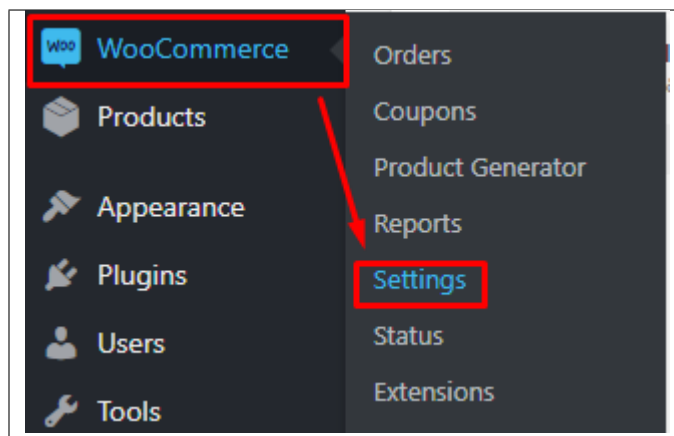 Woo WooCommerce
Products
Appearance
Plugins
Users
Tools
Orders
Coupons
Product Generator
Reports
Settings
Status
Extensions